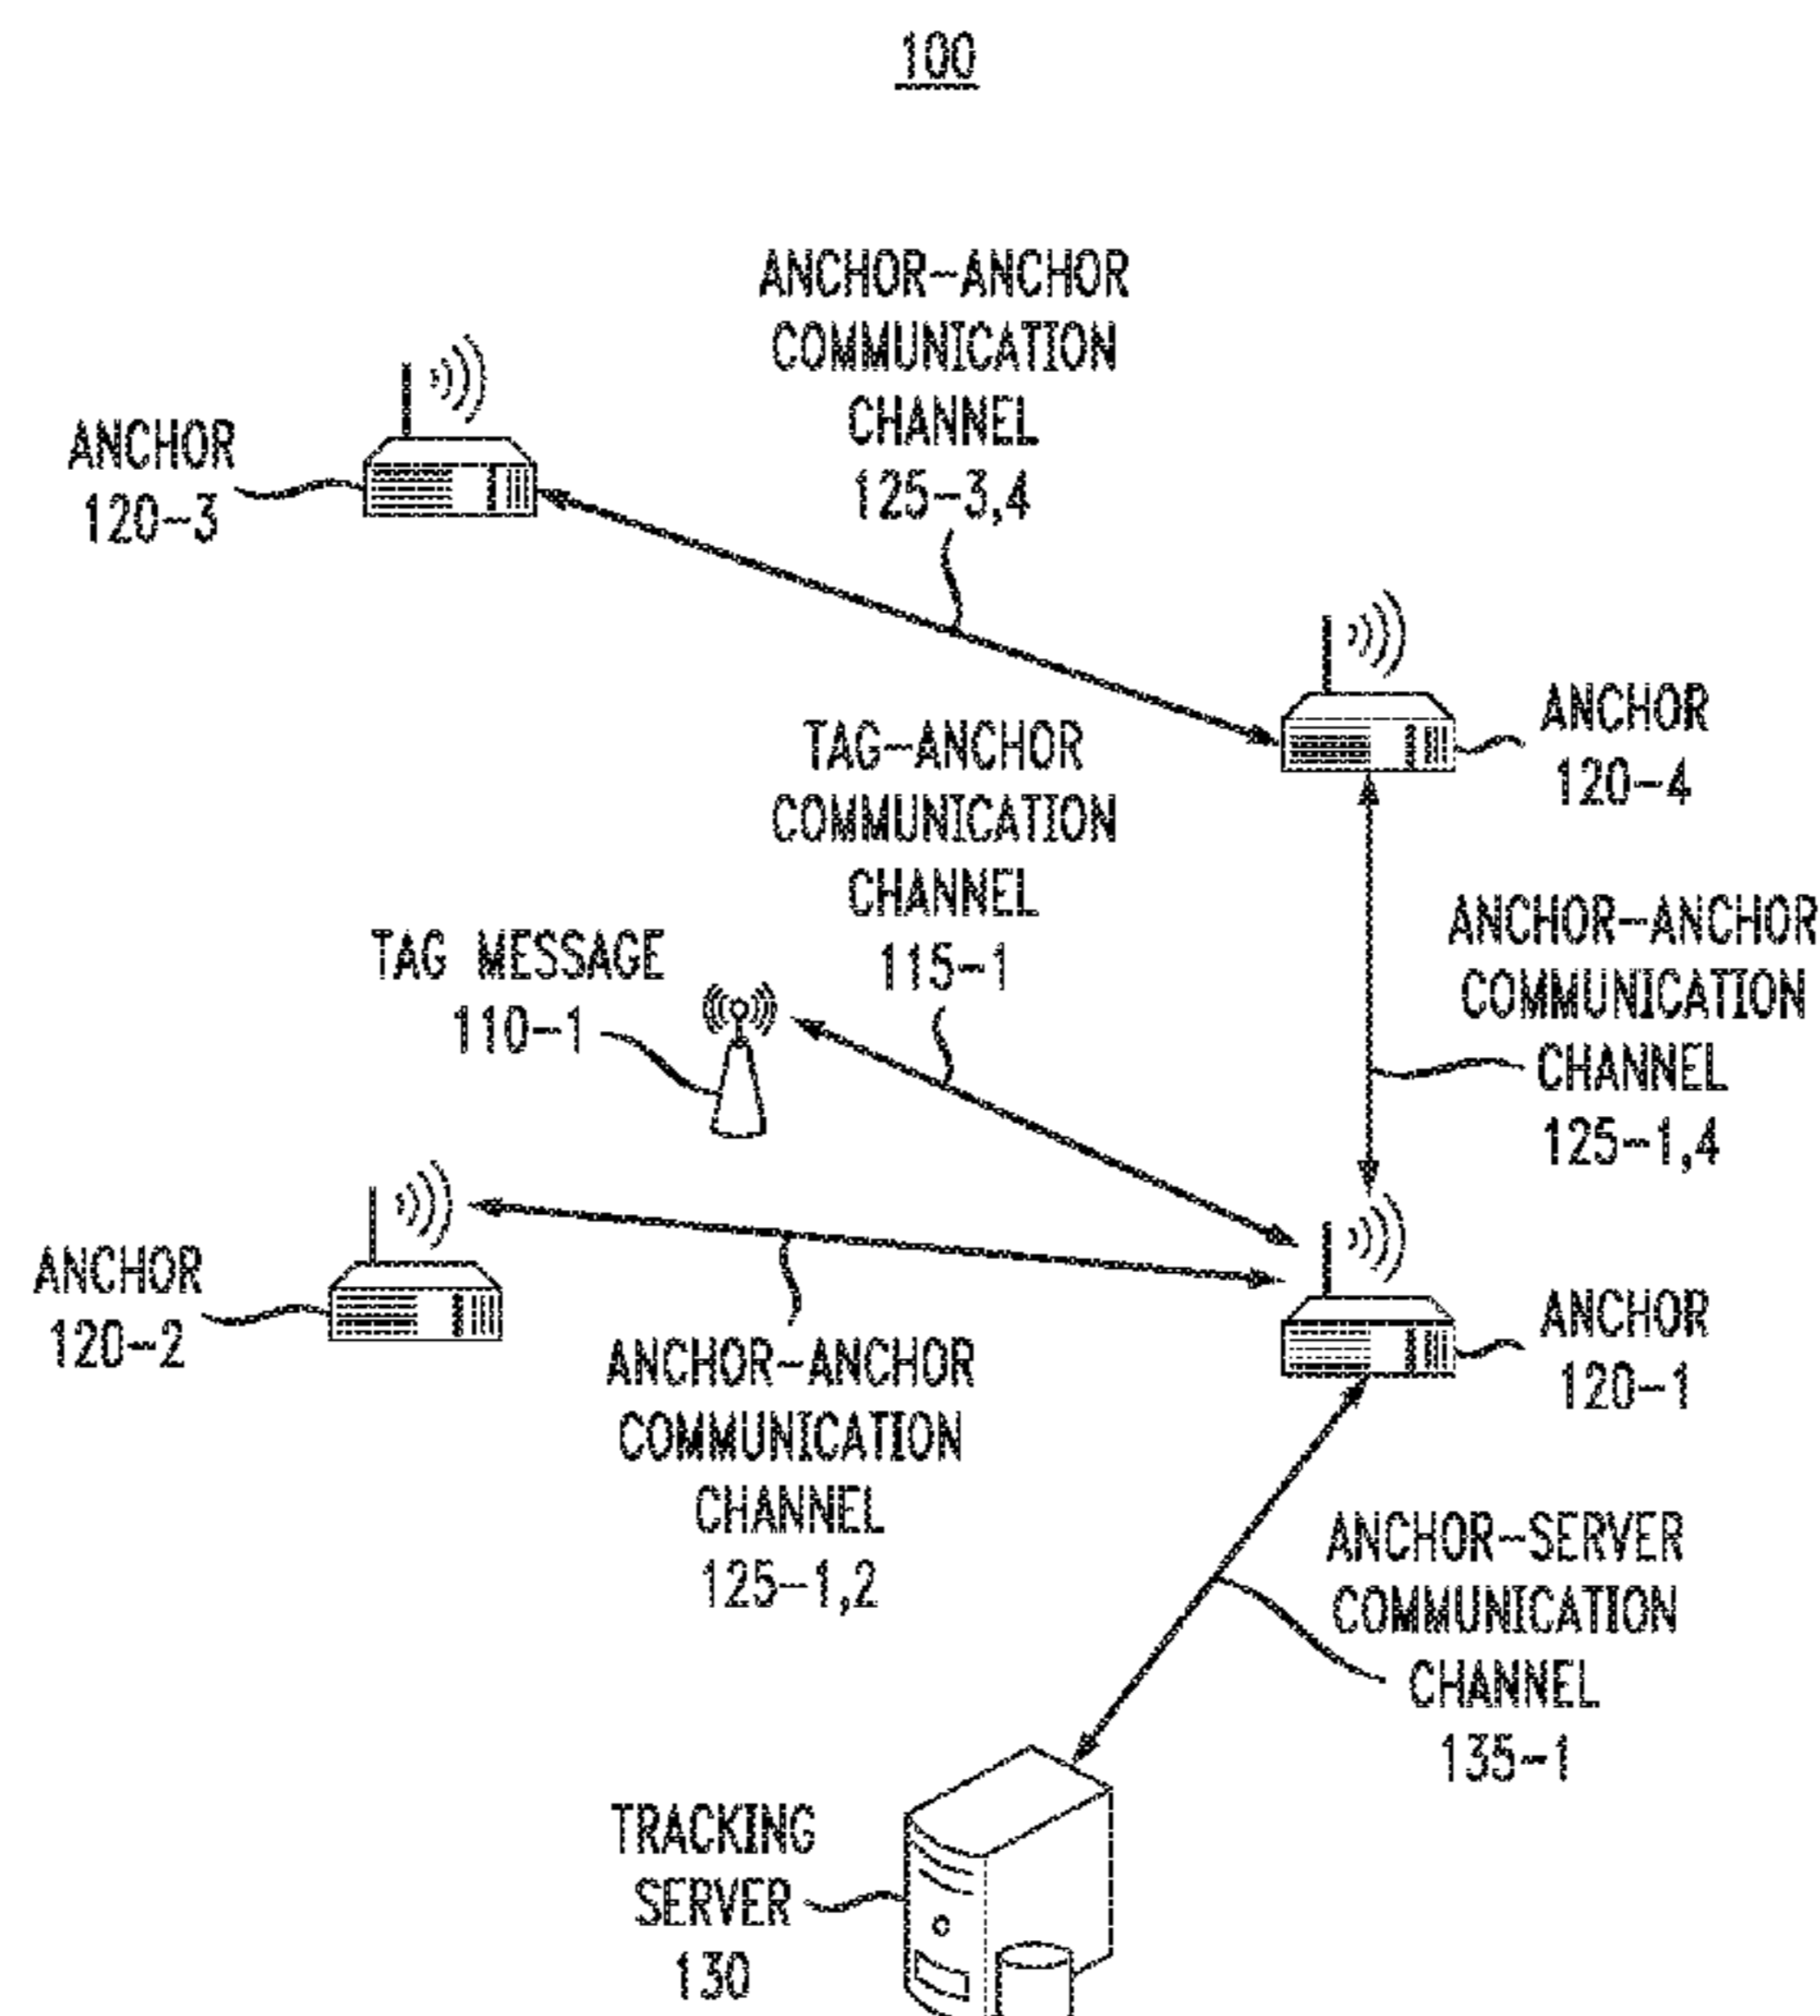 100
ANCHOR-ANCHOR
COMMUNICATION
CHANNEL
125-3,4
ANCHOR
120-3
ANCHOR
120-4
TAG-ANCHOR
COMMUNICATION
CHANNEL
115-1
TAG MESSAGE
110-1
ANCHOR-ANCHOR
COMMUNICATION
CHANNEL
125-1,4
ANCHOR
120-2
ANCHOR
120-1
ANCHOR-ANCHOR
COMMUNICATION
CHANNEL
125-1,2
ANCHOR-SERVER
COMMUNICATION
CHANNEL
135-1
TRACKING
SERVER
130